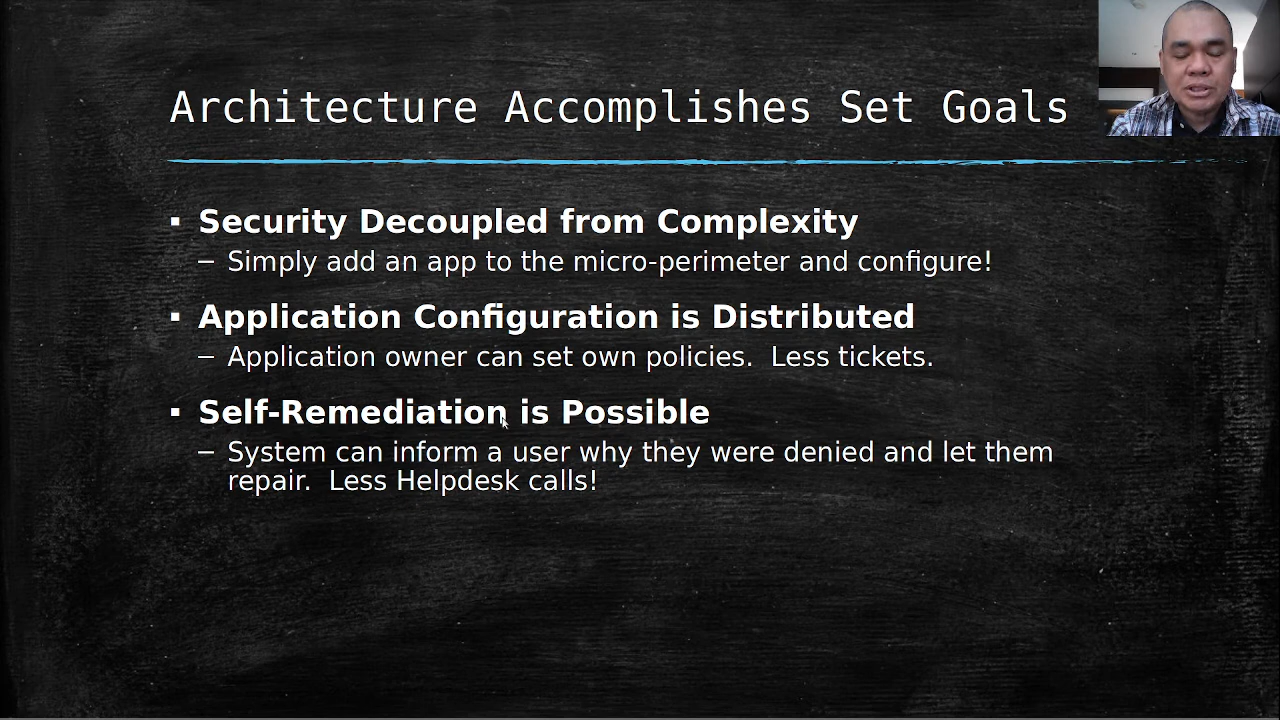 Architecture Accomplishes Set Goals
▪ Security Decoupled from Complexity
– Simply add an app to the micro-perimeter and configure!
▪ Application Configuration is Distributed
– Application owner can set own policies.  Less tickets.
▪ Self-Remediation is Possible
– System can inform a user why they were denied and let them
repair.  Less Helpdesk calls!